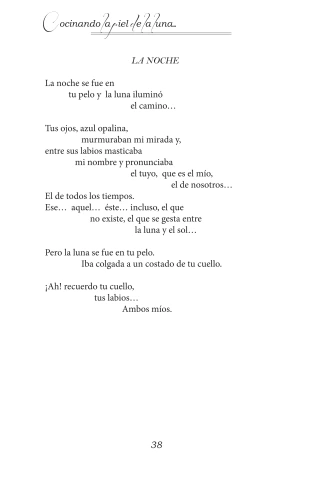 Cocinando la piel de la luna...
LA NOCHE
La noche se fue en
tu pelo y la luna iluminó
el camino…
Tus ojos, azul opalina,
murmuraban mi mirada y,
entre sus labios masticaba
mi nombre y pronunciaba
el tuyo, que es el mío,
el de nosotros…
El de todos los tiempos.
Ese… aquel… éste… incluso, el que
no existe, el que se gesta entre
la luna y el sol…
Pero la luna se fue en tu pelo.
Iba colgada a un costado de tu cuello.
¡Ah! recuerdo tu cuello,
tus labios…
Ambos míos.
38